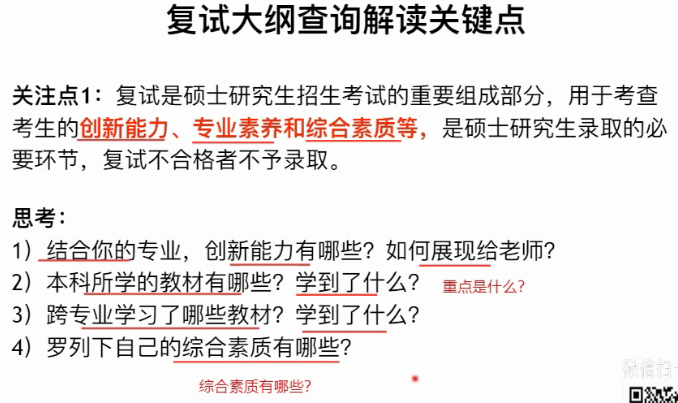 复试大纲查询解读关键点
关注点1：复试是硕士研究生招生考试的重要组成部分，用于考查
考生的创新能力、专业素养和综合素质等，是硕士研究生录取的必
要环节，复试不合格者不予录取。
思考：
1）结合你的专业，创新能力有哪些？如何展现给老师？
2）本科所学的教材有哪些？学到了什么？ 重点是什么？
3）跨专业学习了哪些教材？学到了什么？
4）罗列下自己的综合素质有哪些？
微信扫一
综合素质有哪些？